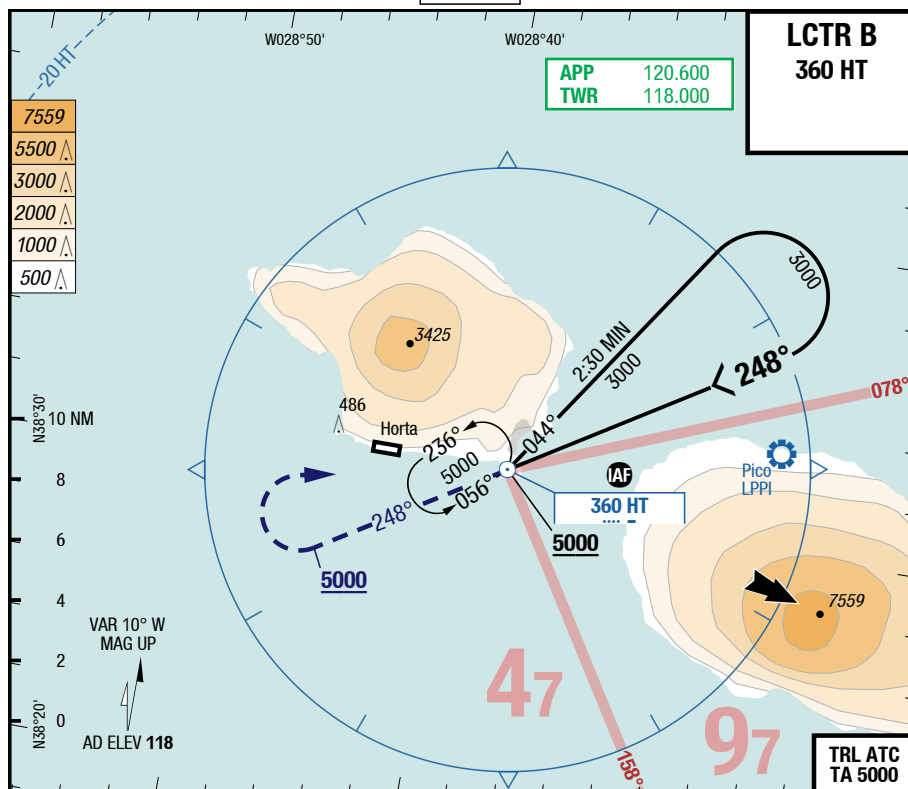 W028°50'
W028°40'
LCTR B
360 HT
20 HT
APP 120.600
TWR 118.000
7559
5500
3000
2000
1000
500
3000
3425
2:30 MIN
3000
248°
078°
N38°30'
10 NM
486
Horta
044°
236°
5000
056°
8
IAF
Pico
LPPI
360 HT
248°
5000
6
5000
4
7559
VAR 10° W
MAG UP
2
47
N38°20'
0
97
AD ELEV 118
158°
TRL ATC
TA 5000